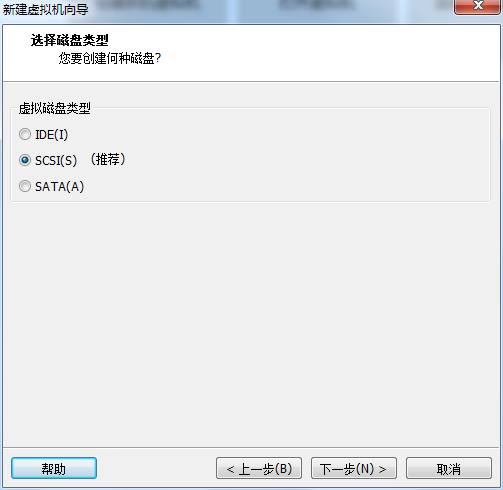 新建虚拟机向导
选择磁盘类型
您要创建何种磁盘?
虚拟磁盘类型
IDE(I)
SCSI(S) （推荐）
SATA(A)
帮助 < 上一步(B) 下一步(N) > 取消